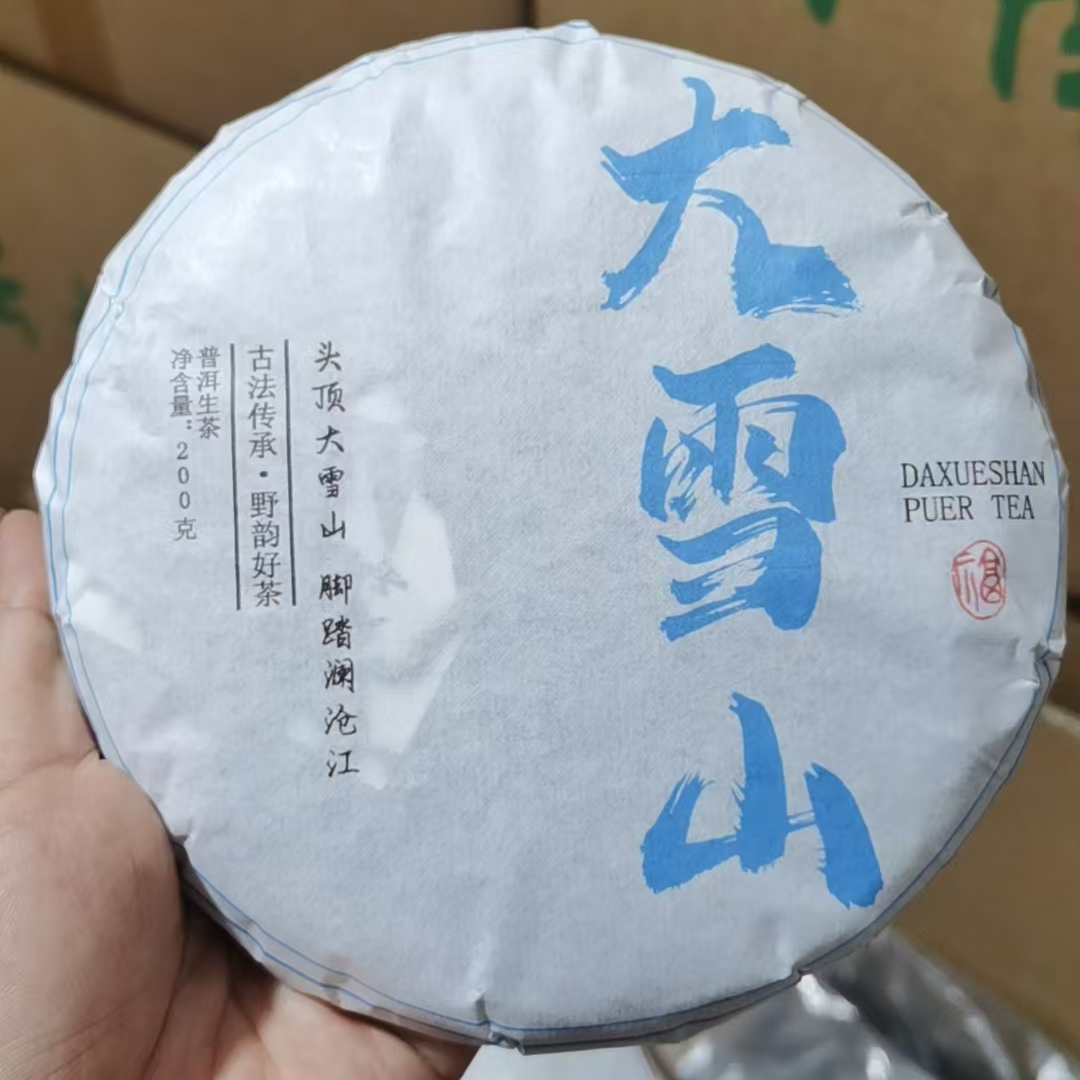 大雪山
DAXUESHAN
PUER TEA
福
头顶大雪山 脚踏澜沧江
古法传承·野韵好茶
普洱生茶
净含量:200克